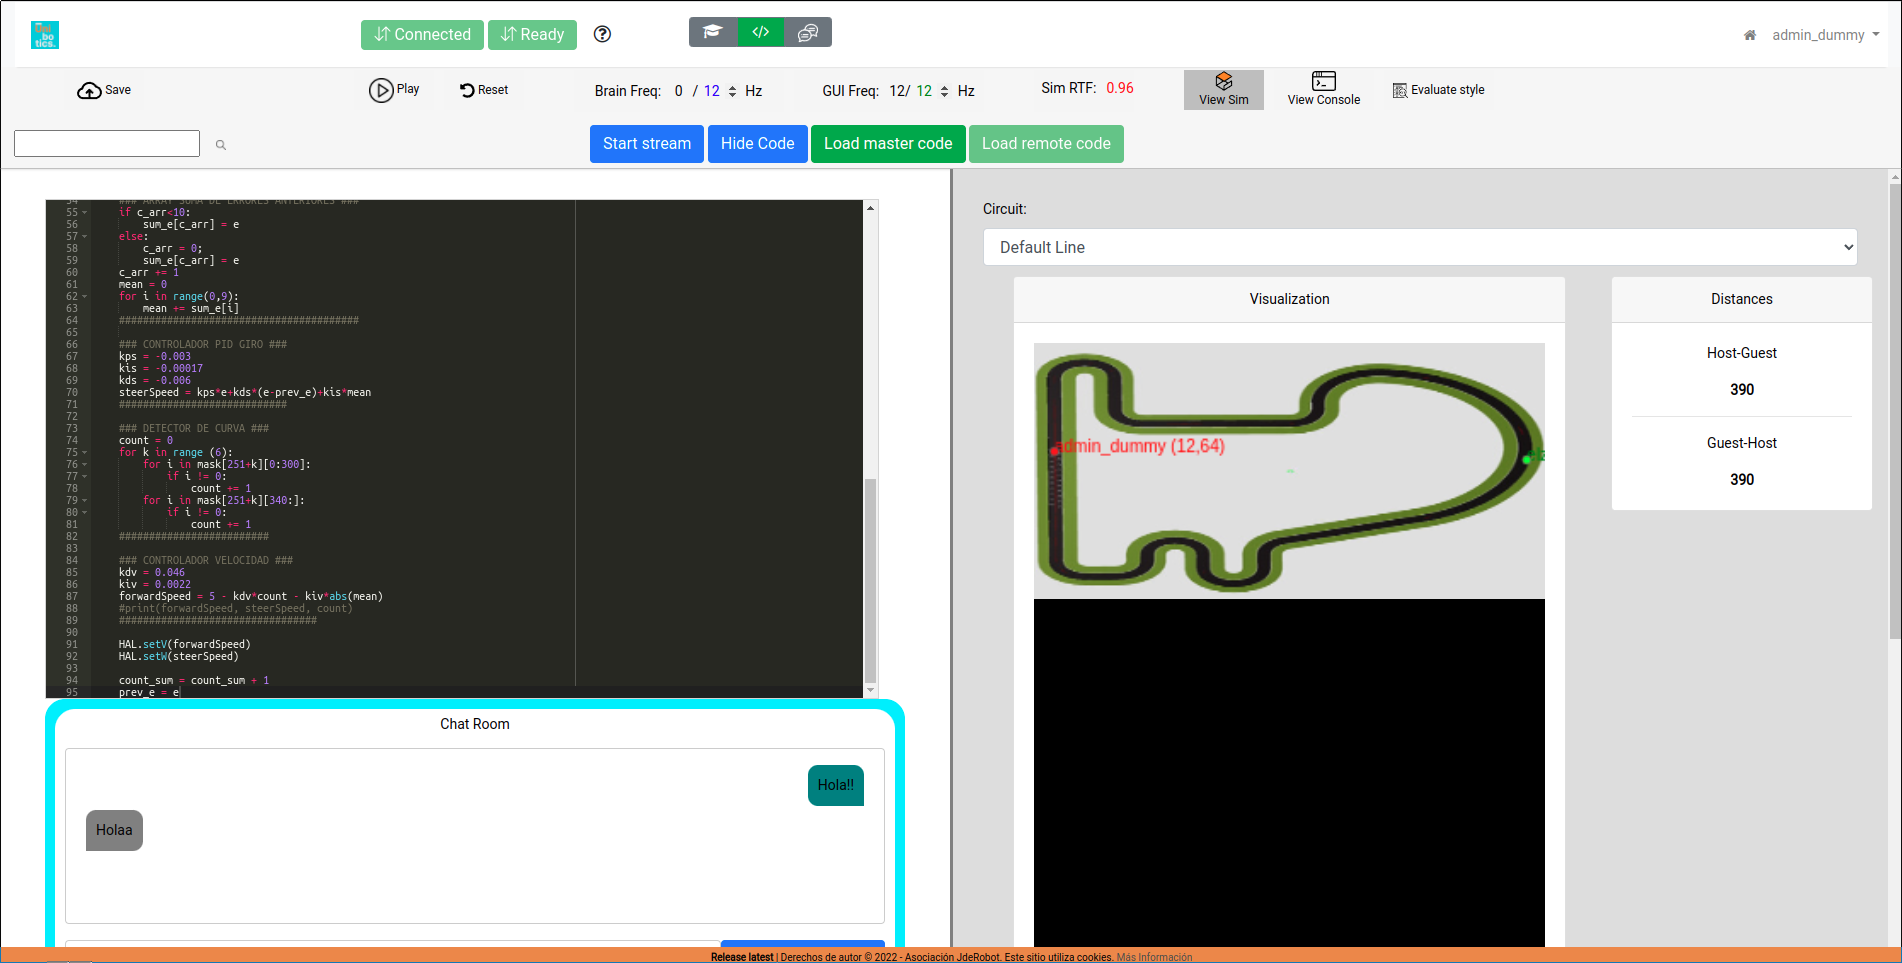 bo
tics.
Connected
Ready
admin_dummy
Save
Play
Reset
Brain Freq: 0 / 12 Hz
GUI Freq: 12/ 12 Hz
Sim RTF: 0.96
View Sim
View Console
Evaluate style
Start stream
Hide Code
Load master code
Load remote code
54 ### ARRAY SUMA DE ERRORES ANTERIORES ###
55 if c_arr<10:
56 sum_e[c_arr] = e
57 else:
58 c_arr = 0;
59 sum_e[c_arr] = e
60 c_arr += 1
61 mean = 0
62 for i in range(0,9):
63 mean += sum_e[i]
64 ########################################
65
66 ### CONTROLADOR PID GIRO ###
67 kps = -0.003
68 kis = -0.00017
69 kds = -0.006
70 steerSpeed = kps*e+kds*(e-prev_e)+kis*mean
71 ############################
72
73 ### DETECTOR DE CURVA ###
74 count = 0
75 for k in range (6):
76 for i in mask[251+k][0:300]:
77 if i != 0:
78 count += 1
79 for i in mask[251+k][340:]:
80 if i != 0:
81 count += 1
82 #########################
83
84 ### CONTROLADOR VELOCIDAD ###
85 kdv = 0.046
86 kiv = 0.0022
87 forwardSpeed = 5 - kdv*count - kiv*abs(mean)
88 #print(forwardSpeed, steerSpeed, count)
89 #################################
90
91 HAL.setV(forwardSpeed)
92 HAL.setW(steerSpeed)
93
94 count_sum = count_sum + 1
95 prev_e = e
Chat Room
Hola!!
Holaa
Circuit:
Default Line
Visualization
admin_dummy (12,64)
Distances
Host-Guest
390
Guest-Host
390
Release latest | Derechos de autor © 2022 - Asociación JdeRobot. Este sitio utiliza cookies. Más Información